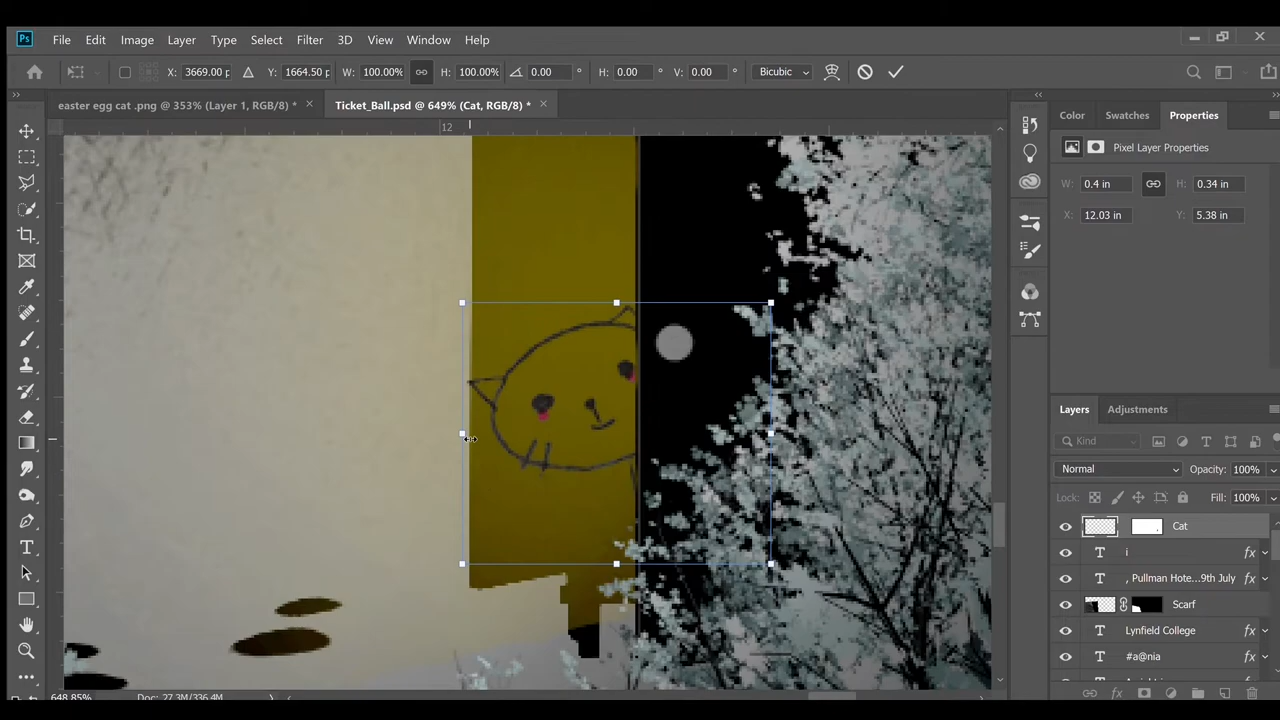 Ps File Edit Image Layer Type Select Filter 3D View Window Help
X: 3669.00 p Y: 1664.50 p W: 100.00% H: 100.00% 0.00 ° H: 0.00 V: 0.00 ° Bicubic
easter egg cat .png @ 353% (Layer 1, RGB/8) * × Ticket_Ball.psd @ 649% (Cat, RGB/8) * ×
12
Color Swatches Properties
Pixel Layer Properties
W: 0.4 in H: 0.34 in
X: 12.03 in Y: 5.38 in
Layers Adjustments
Kind
Normal Opacity: 100%
Lock: Fill: 100%
Cat
T i fx
T , Pullman Hote...9th July fx
Scarf
T Lynfield College
T #a@nia
648.85% Doc: 27.3M/336.4M